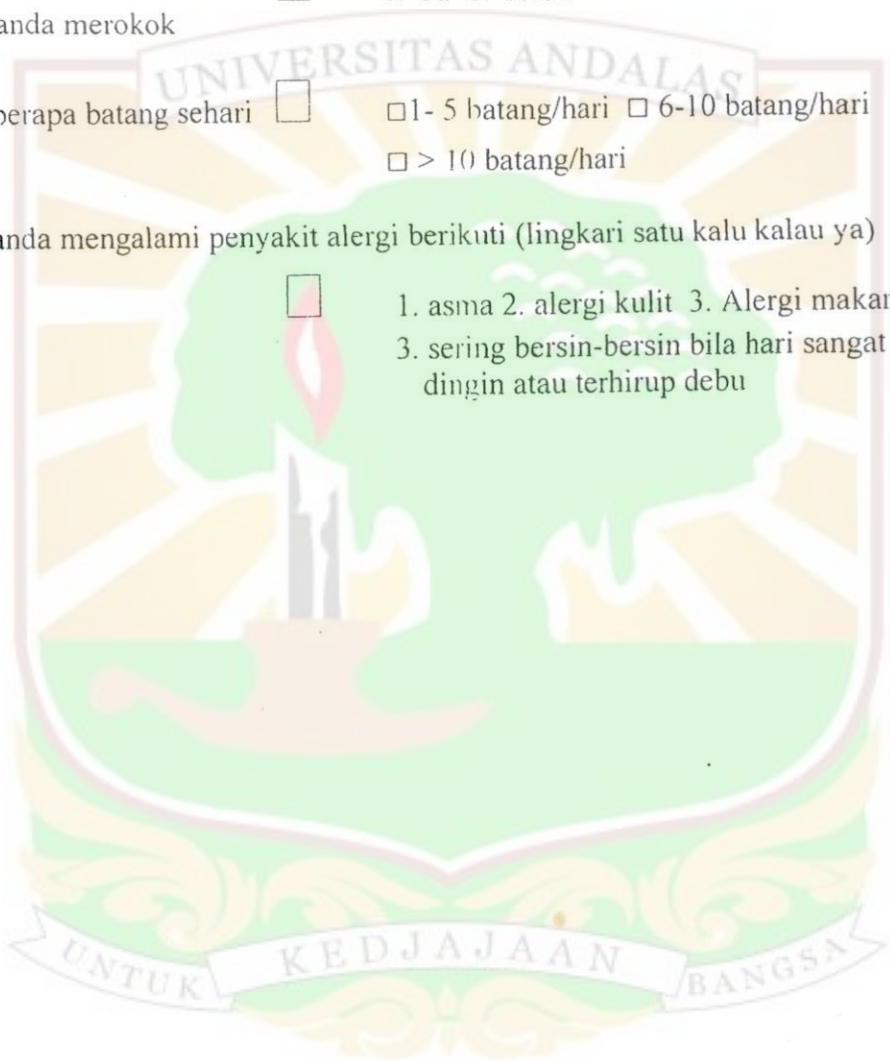 anda merokok
UNIVERSITAS ANDALAS
berapa batang sehari □ □1- 5 batang/hari □ 6-10 batang/hari
□ > 10 batang/hari
anda mengalami penyakit alergi berikuti (lingkari satu kalu kalau ya)
□ 1. asma 2. alergi kulit 3. Alergi makan
3. sering bersin-bersin bila hari sangat
dingin atau terhirup debu
UNTUK KEDJAJAAN BANGSA